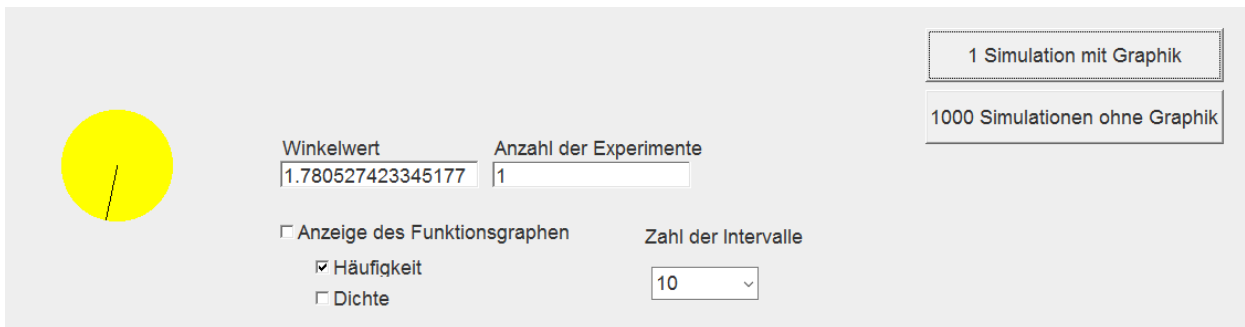 1 Simulation mit Graphik
1000 Simulationen ohne Graphik
Winkelwert
Anzahl der Experimente
1.780527423345177
1
Anzeige des Funktionsgraphen
Zahl der Intervalle
Häufigkeit
10
Dichte